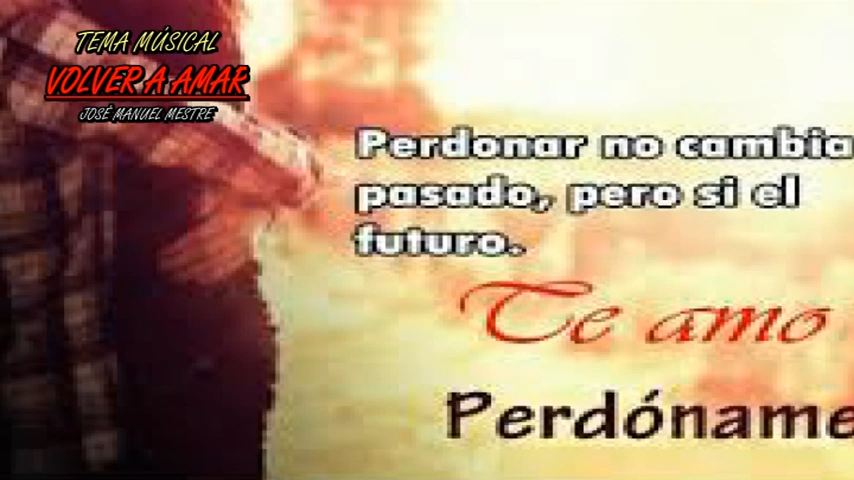 TEMA MÚSICAL
VOLVER A AMAR
JOSÉ MANUEL MESTRE
Perdonar no cambia
pasado, pero si el
futuro.
Te amo
Perdóname